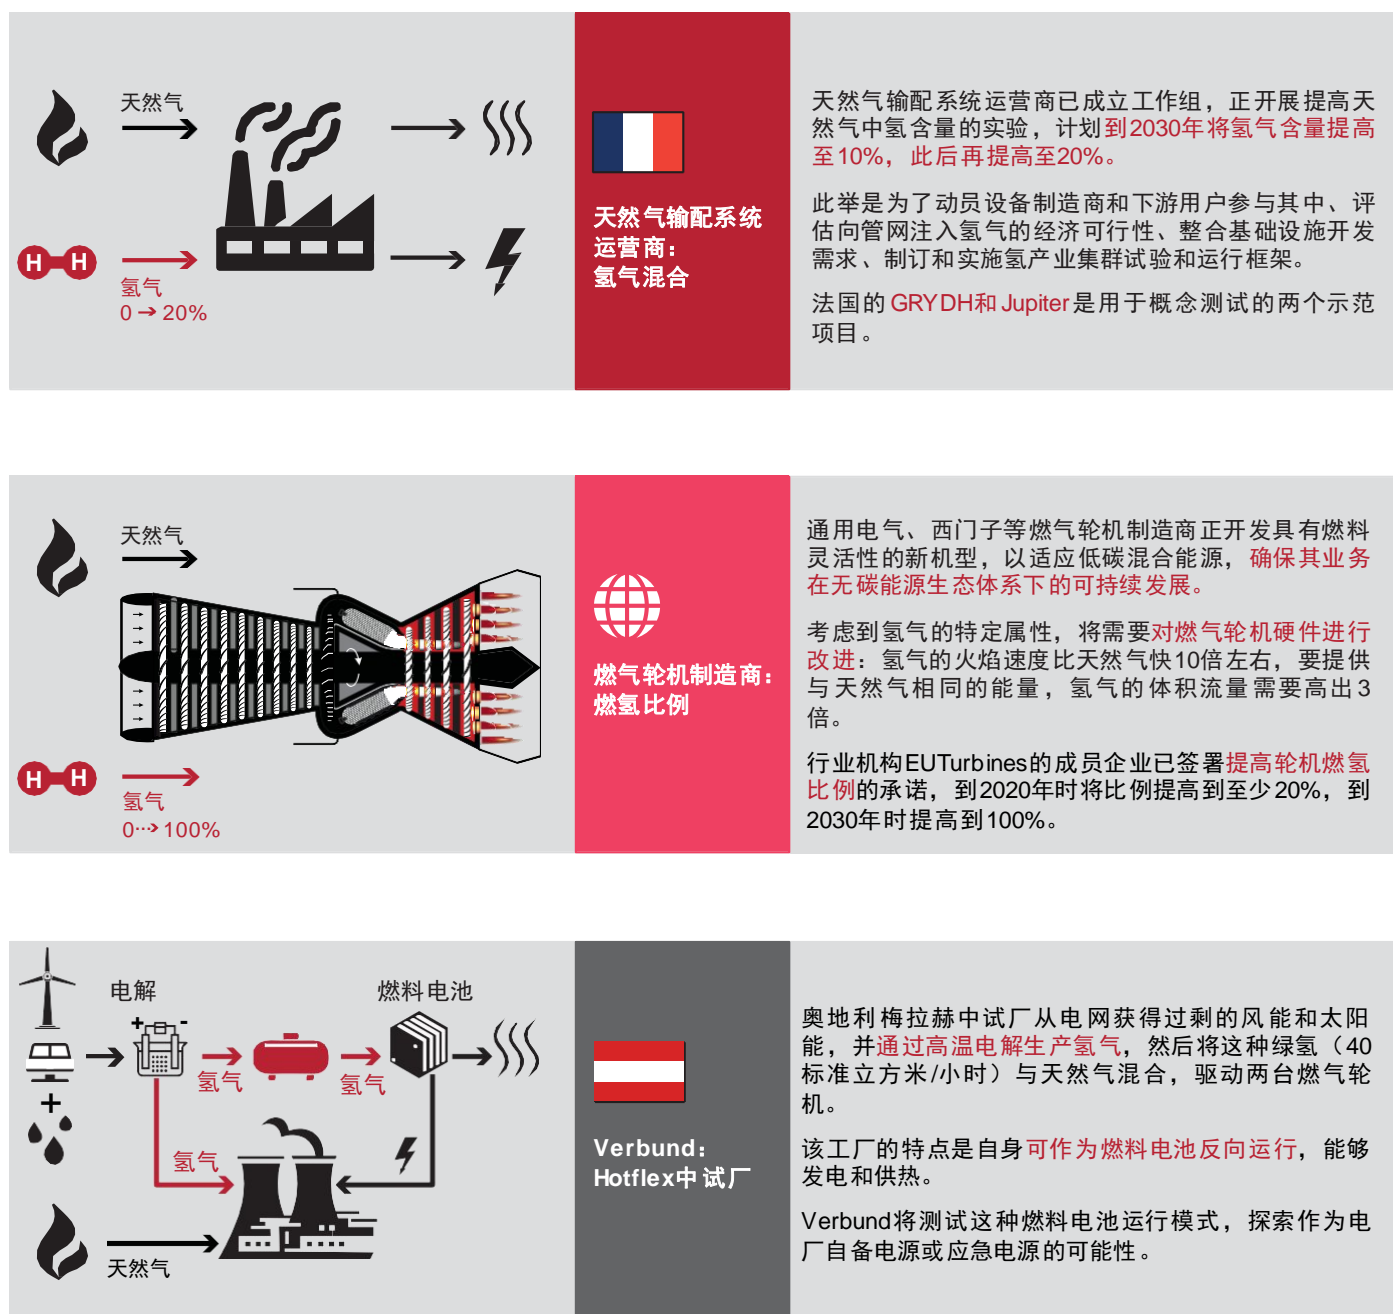 天然气
H H
氢气
0 → 20%
天然气输配系统
运营商：
氢气混合
天然气输配系统运营商已成立工作组，正开展提高天
然气中氢含量的实验，计划到2030年将氢气含量提高
至10%，此后再提高至20%。
此举是为了动员设备制造商和下游用户参与其中、评
估向管网注入氢气的经济可行性、整合基础设施开发
需求、制订和实施氢产业集群试验和运行框架。
法国的GRYDH和Jupiter是用于概念测试的两个示范
项目。
天然气
H H
氢气
0⇢100%
燃气轮机制造商：
燃氢比例
通用电气、西门子等燃气轮机制造商正开发具有燃料
灵活性的新机型，以适应低碳混合能源，确保其业务
在无碳能源生态体系下的可持续发展。
考虑到氢气的特定属性，将需要对燃气轮机硬件进行
改进：氢气的火焰速度比天然气快10倍左右，要提供
与天然气相同的能量，氢气的体积流量需要高出3
倍。
行业机构EUTurbines的成员企业已签署提高轮机燃氢
比例的承诺，到2020年时将比例提高到至少20%，到
2030年时提高到100%。
电解
燃料电池
+ -
氢气
氢气
+
氢气
天然气
Verbund：
Hotflex中试厂
奥地利梅拉赫中试厂从电网获得过剩的风能和太阳
能，并通过高温电解生产氢气，然后将这种绿氢（40
标准立方米/小时）与天然气混合，驱动两台燃气轮
机。
该工厂的特点是自身可作为燃料电池反向运行，能够
发电和供热。
Verbund将测试这种燃料电池运行模式，探索作为电
厂自备电源或应急电源的可能性。